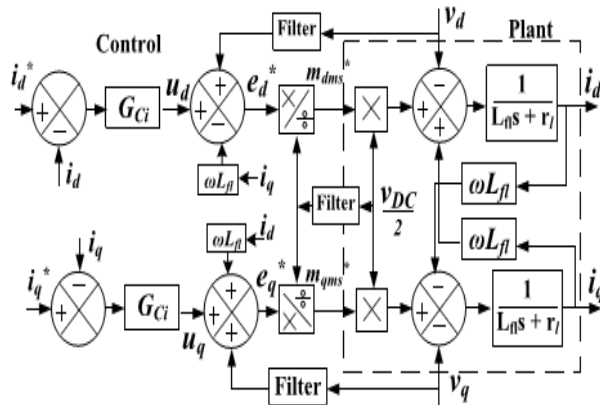 Control
Filter
v_d
Plant
i_d*
u_d
e_d*
m_dms*
i_d
G_Ci
+
−
+
+
−
×
÷
×
+
−
+
1
L_fl s + r_l
i_d
ωL_fl
i_q
ωL_fl
Filter
v_DC
2
ωL_fl
i_q
ωL_fl
i_d
i_q*
e_q*
m_qms*
i_q
−
+
G_Ci
u_q
+
+
+
÷
×
×
+
−
−
1
L_fl s + r_l
Filter
v_q